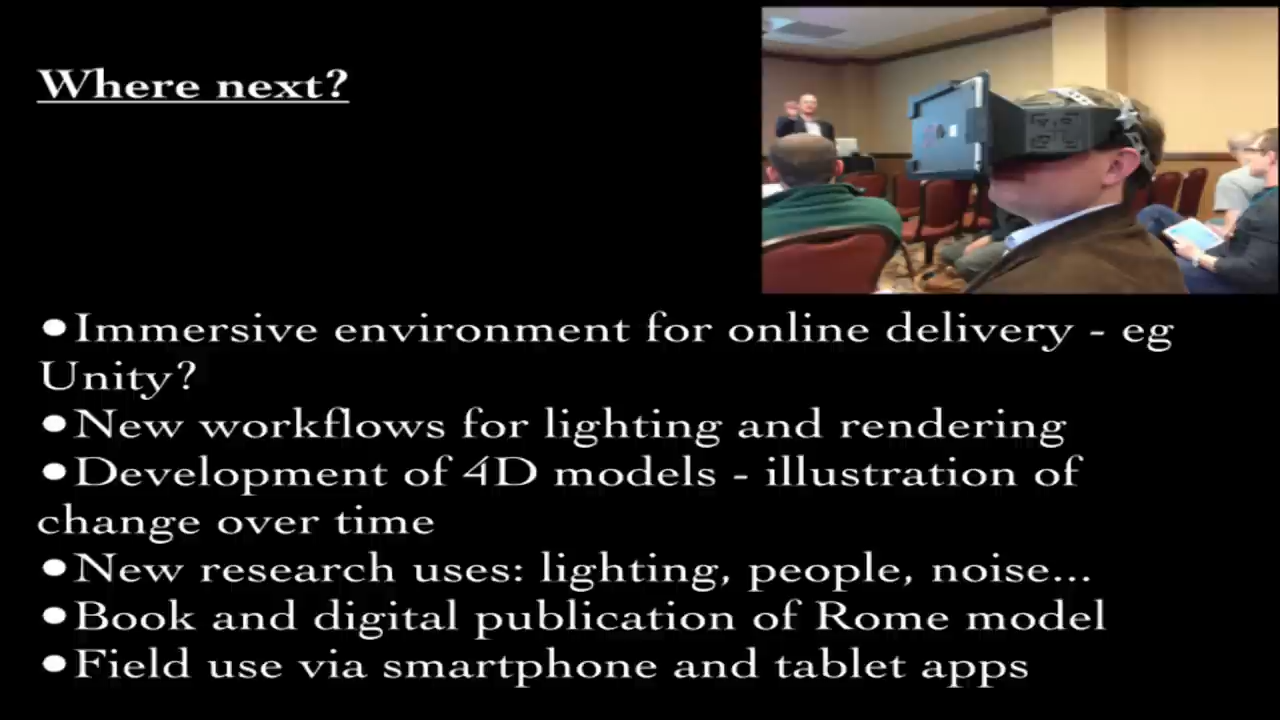 Where next?
●Immersive environment for online delivery - eg
Unity?
●New workflows for lighting and rendering
●Development of 4D models - illustration of
change over time
●New research uses: lighting, people, noise...
●Book and digital publication of Rome model
●Field use via smartphone and tablet apps